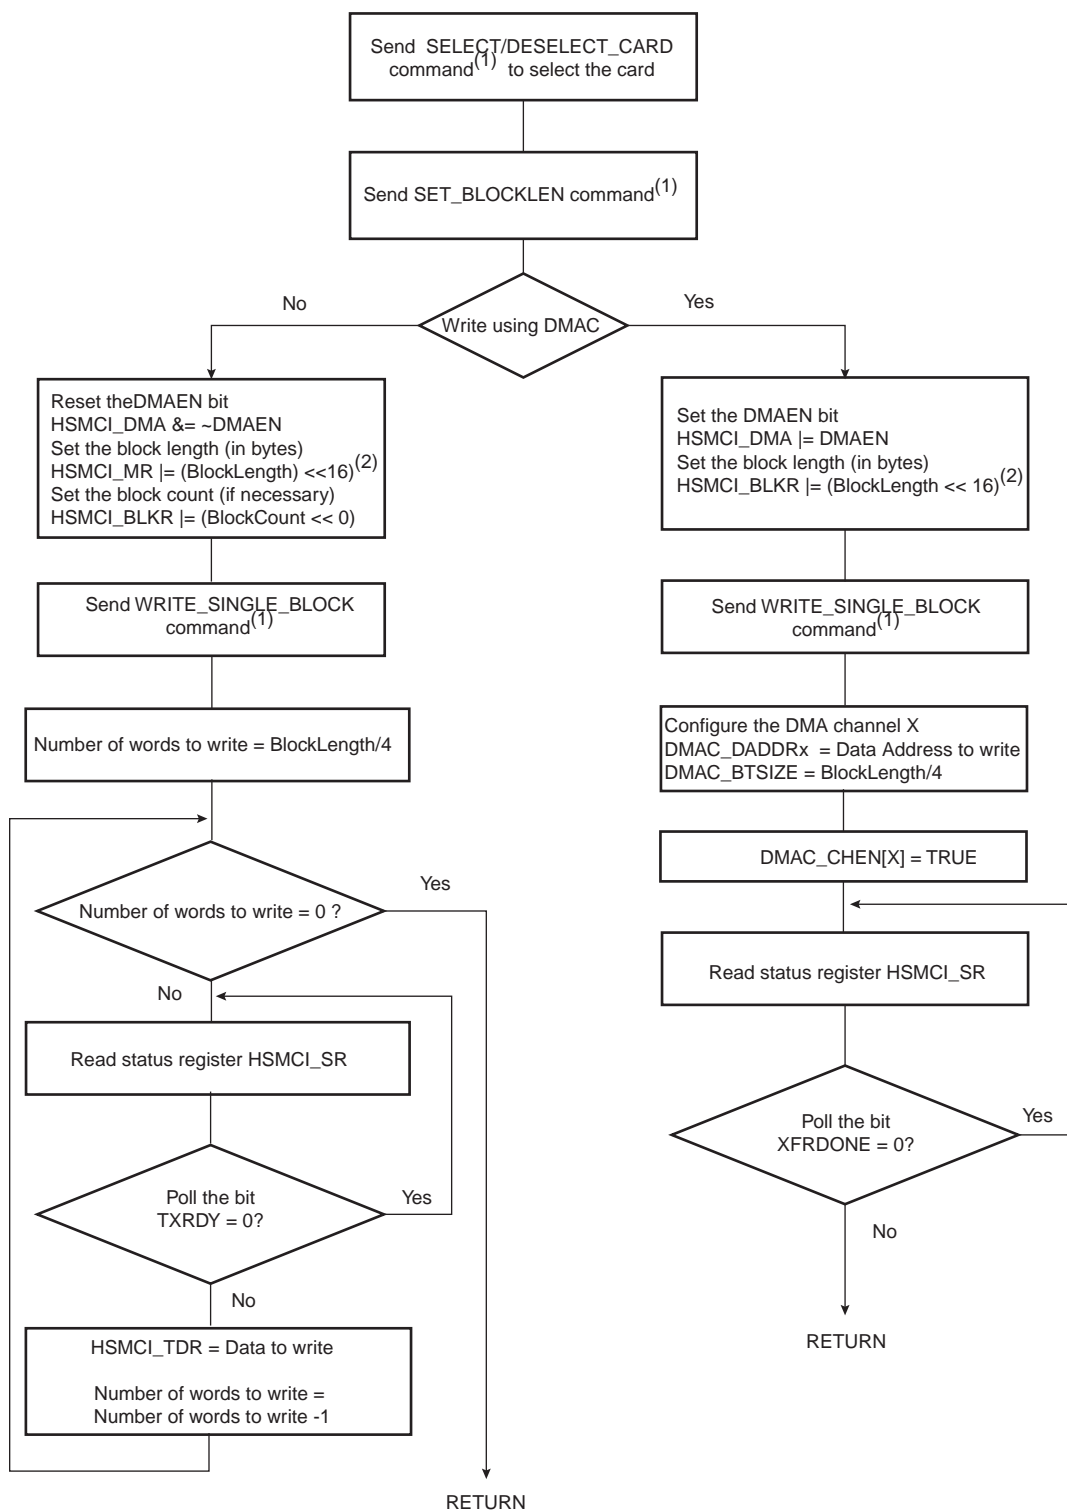 Send SELECT/DESELECT_CARD
command(1) to select the card
Send SET_BLOCKLEN command(1)
No
Yes
Write using DMAC
Reset theDMAEN bit
HSMCI_DMA &= ~DMAEN
Set the block length (in bytes)
HSMCI_MR |= (BlockLength) <<16)(2)
Set the block count (if necessary)
HSMCI_BLKR |= (BlockCount << 0)
Send WRITE_SINGLE_BLOCK
command(1)
Number of words to write = BlockLength/4
Number of words to write = 0 ?
Yes
No
Read status register HSMCI_SR
Poll the bit
TXRDY = 0?
Yes
No
HSMCI_TDR = Data to write
Number of words to write =
Number of words to write -1
RETURN
Set the DMAEN bit
HSMCI_DMA |= DMAEN
Set the block length (in bytes)
HSMCI_BLKR |= (BlockLength << 16)(2)
Send WRITE_SINGLE_BLOCK
command(1)
Configure the DMA channel X
DMAC_DADDRx = Data Address to write
DMAC_BTSIZE = BlockLength/4
DMAC_CHEN[X] = TRUE
Read status register HSMCI_SR
Poll the bit
XFRDONE = 0?
Yes
No
RETURN